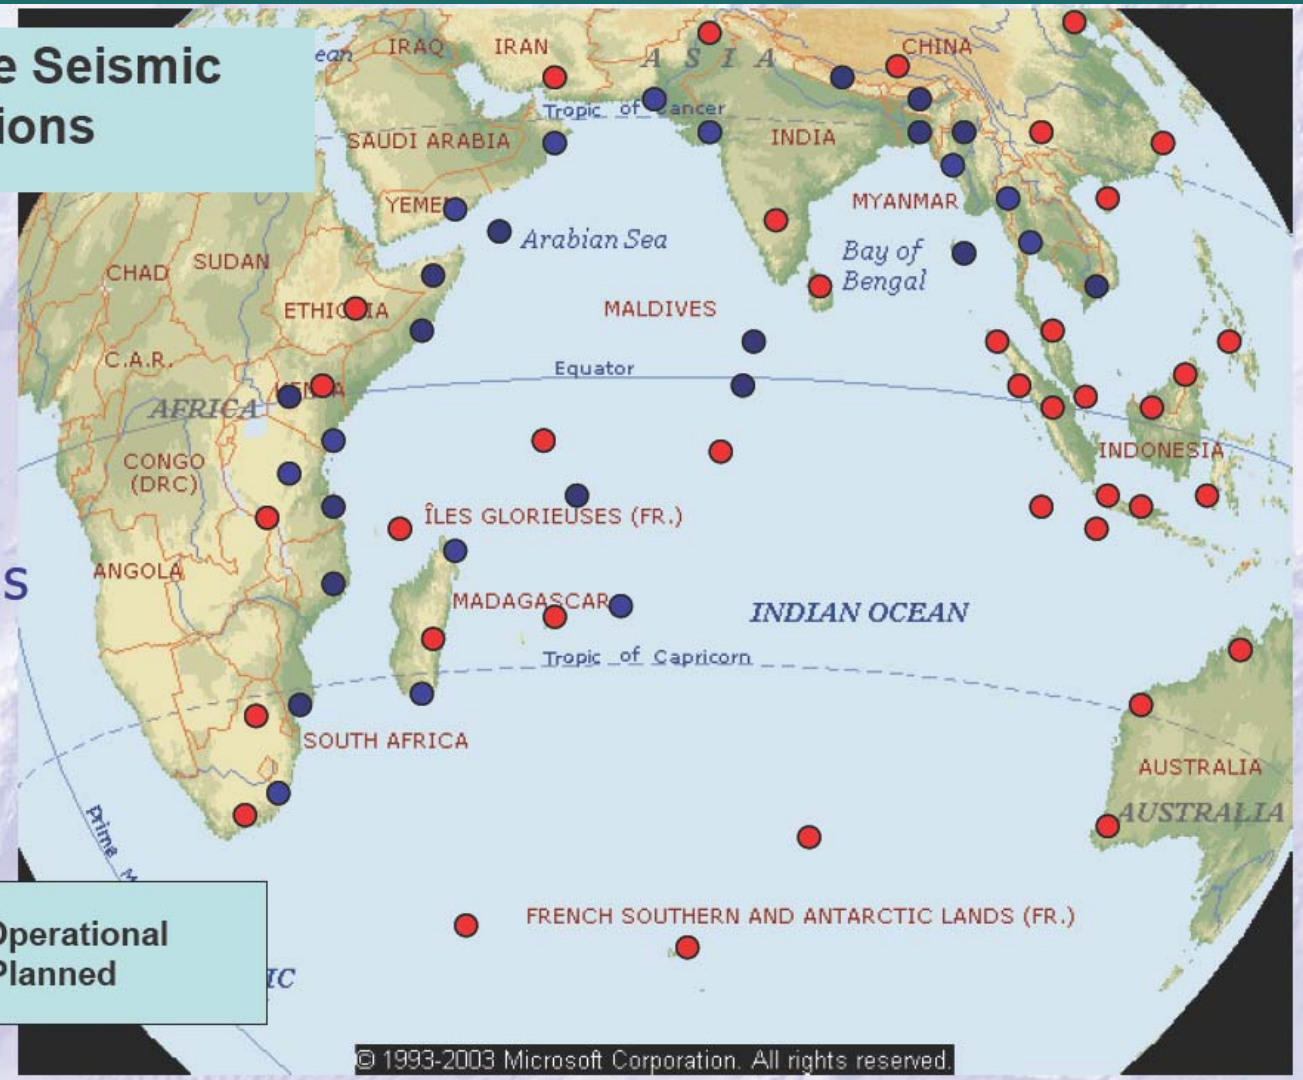 e Seismic
ions
ean
IRAQ
IRAN
A S I A
CHINA
Tropic of Cancer
SAUDI ARABIA
INDIA
YEMEN
MYANMAR
Arabian Sea
Bay of
Bengal
CHAD
SUDAN
ETHIOPIA
MALDIVES
C.A.R.
Equator
KENYA
AFRICA
CONGO
(DRC)
INDONESIA
ÎLES GLORIEUSES (FR.)
ANGOLA
s
MADAGASCAR
INDIAN OCEAN
Tropic of Capricorn
SOUTH AFRICA
AUSTRALIA
AUSTRALIA
Prime M
FRENCH SOUTHERN AND ANTARCTIC LANDS (FR.)
Operational
Planned
IC
© 1993-2003 Microsoft Corporation. All rights reserved.